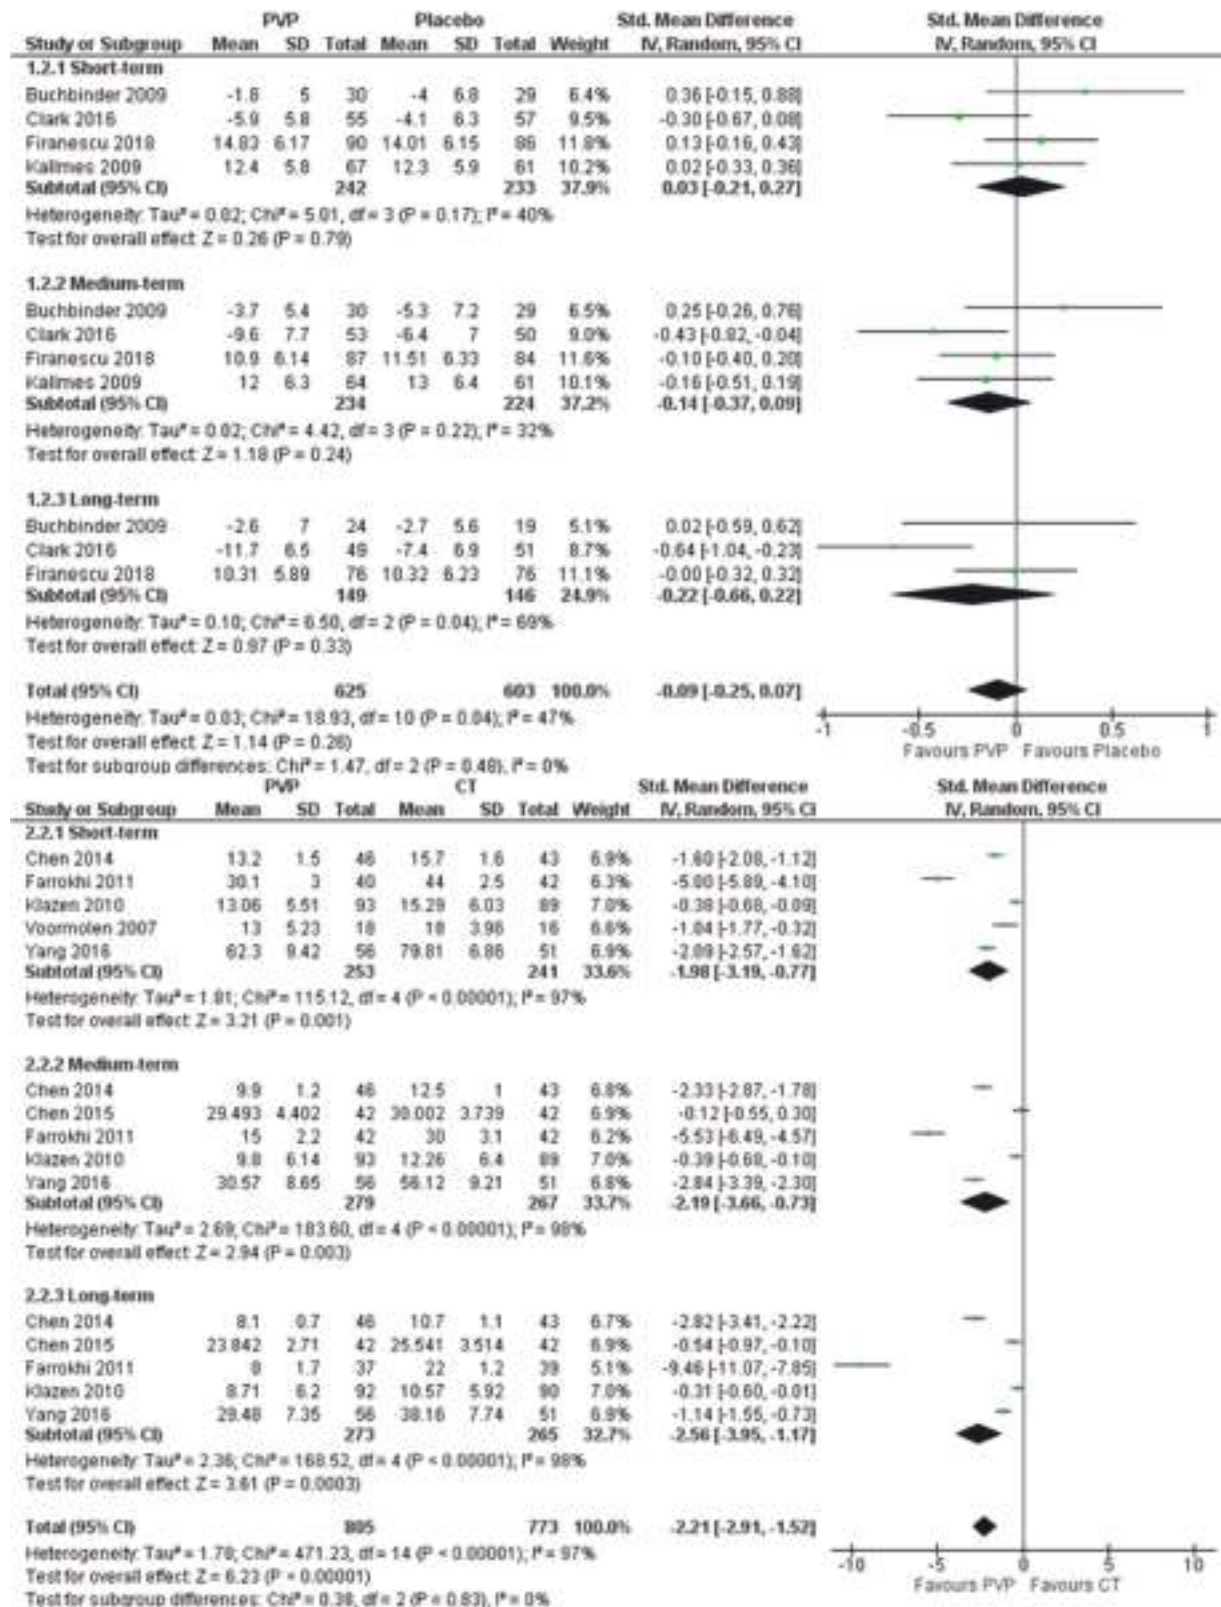 PVP Placebo Std. Mean Difference Std. Mean Difference
Study or Subgroup Mean SD Total Mean SD Total Weight IV, Random, 95% CI IV, Random, 95% CI
1.2.1 Short-term
Buchbinder 2009 -1.8 5 30 -4 6.8 29 6.4% 0.36 [-0.15, 0.88]
Clark 2016 -5.9 5.8 55 -4.1 6.3 57 9.5% -0.30 [-0.67, 0.08]
Firanescu 2018 14.83 6.17 90 14.01 6.15 86 11.8% 0.13 [-0.16, 0.43]
Kallmes 2009 12.4 5.8 67 12.3 5.9 61 10.2% 0.02 [-0.33, 0.36]
Subtotal (95% CI) 242 233 37.9% 0.03 [-0.21, 0.27]
Heterogeneity: Tau² = 0.02; Chi² = 5.01, df = 3 (P = 0.17); I² = 40%
Test for overall effect: Z = 0.26 (P = 0.79)
1.2.2 Medium-term
Buchbinder 2009 -3.7 5.4 30 -5.3 7.2 29 6.5% 0.25 [-0.26, 0.76]
Clark 2016 -9.6 7.7 53 -6.4 7 50 9.0% -0.43 [-0.82, -0.04]
Firanescu 2018 10.9 6.14 87 11.51 6.33 84 11.6% -0.10 [-0.40, 0.20]
Kallmes 2009 12 6.3 64 13 6.4 61 10.1% -0.16 [-0.51, 0.19]
Subtotal (95% CI) 234 224 37.2% -0.14 [-0.37, 0.09]
Heterogeneity: Tau² = 0.02; Chi² = 4.42, df = 3 (P = 0.22); I² = 32%
Test for overall effect: Z = 1.18 (P = 0.24)
1.2.3 Long-term
Buchbinder 2009 -2.6 7 24 -2.7 5.6 19 5.1% 0.02 [-0.59, 0.62]
Clark 2016 -11.7 6.5 49 -7.4 6.9 51 8.7% -0.64 [-1.04, -0.23]
Firanescu 2018 10.31 5.89 76 10.32 6.23 76 11.1% -0.00 [-0.32, 0.32]
Subtotal (95% CI) 149 146 24.9% -0.22 [-0.66, 0.22]
Heterogeneity: Tau² = 0.10; Chi² = 6.50, df = 2 (P = 0.04); I² = 69%
Test for overall effect: Z = 0.97 (P = 0.33)
Total (95% CI) 625 603 100.0% -0.09 [-0.25, 0.07]
Heterogeneity: Tau² = 0.03; Chi² = 18.93, df = 10 (P = 0.04); I² = 47%
Test for overall effect: Z = 1.14 (P = 0.26)
Test for subgroup differences: Chi² = 1.47, df = 2 (P = 0.48), I² = 0%
-1 -0.5 0 0.5 1
Favours PVP Favours Placebo
PVP CT Std. Mean Difference Std. Mean Difference
Study or Subgroup Mean SD Total Mean SD Total Weight IV, Random, 95% CI IV, Random, 95% CI
2.2.1 Short-term
Chen 2014 13.2 1.5 46 15.7 1.6 43 6.9% -1.60 [-2.08, -1.12]
Farrokhi 2011 30.1 3 40 44 2.5 42 6.3% -5.00 [-5.89, -4.10]
Klazen 2010 13.06 5.51 93 15.29 6.03 89 7.0% -0.38 [-0.68, -0.09]
Voormolen 2007 13 5.23 18 18 3.96 16 6.6% -1.04 [-1.77, -0.32]
Yang 2016 62.3 9.42 56 79.81 6.86 51 6.9% -2.09 [-2.57, -1.62]
Subtotal (95% CI) 253 241 33.6% -1.98 [-3.19, -0.77]
Heterogeneity: Tau² = 1.81; Chi² = 115.12, df = 4 (P < 0.00001); I² = 97%
Test for overall effect: Z = 3.21 (P = 0.001)
2.2.2 Medium-term
Chen 2014 9.9 1.2 46 12.5 1 43 6.8% -2.33 [-2.87, -1.78]
Chen 2015 29.493 4.402 42 30.002 3.739 42 6.9% -0.12 [-0.55, 0.30]
Farrokhi 2011 15 2.2 42 30 3.1 42 6.2% -5.53 [-6.49, -4.57]
Klazen 2010 9.8 6.14 93 12.26 6.4 89 7.0% -0.39 [-0.68, -0.10]
Yang 2016 30.57 8.65 56 56.12 9.21 51 6.8% -2.84 [-3.39, -2.30]
Subtotal (95% CI) 279 267 33.7% -2.19 [-3.66, -0.73]
Heterogeneity: Tau² = 2.69; Chi² = 183.60, df = 4 (P < 0.00001); I² = 98%
Test for overall effect: Z = 2.94 (P = 0.003)
2.2.3 Long-term
Chen 2014 8.1 0.7 46 10.7 1.1 43 6.7% -2.82 [-3.41, -2.22]
Chen 2015 23.842 2.71 42 25.541 3.514 42 6.9% -0.54 [-0.97, -0.10]
Farrokhi 2011 8 1.7 37 22 1.2 39 5.1% -9.46 [-11.07, -7.85]
Klazen 2010 8.71 6.2 92 10.57 5.92 90 7.0% -0.31 [-0.60, -0.01]
Yang 2016 29.48 7.35 56 38.16 7.74 51 6.9% -1.14 [-1.55, -0.73]
Subtotal (95% CI) 273 265 32.7% -2.56 [-3.95, -1.17]
Heterogeneity: Tau² = 2.36; Chi² = 168.52, df = 4 (P < 0.00001); I² = 98%
Test for overall effect: Z = 3.61 (P = 0.0003)
Total (95% CI) 805 773 100.0% -2.21 [-2.91, -1.52]
Heterogeneity: Tau² = 1.78; Chi² = 471.23, df = 14 (P < 0.00001); I² = 97%
Test for overall effect: Z = 6.23 (P < 0.00001)
Test for subgroup differences: Chi² = 0.38, df = 2 (P = 0.83), I² = 0%
-10 -5 0 5 10
Favours PVP Favours CT